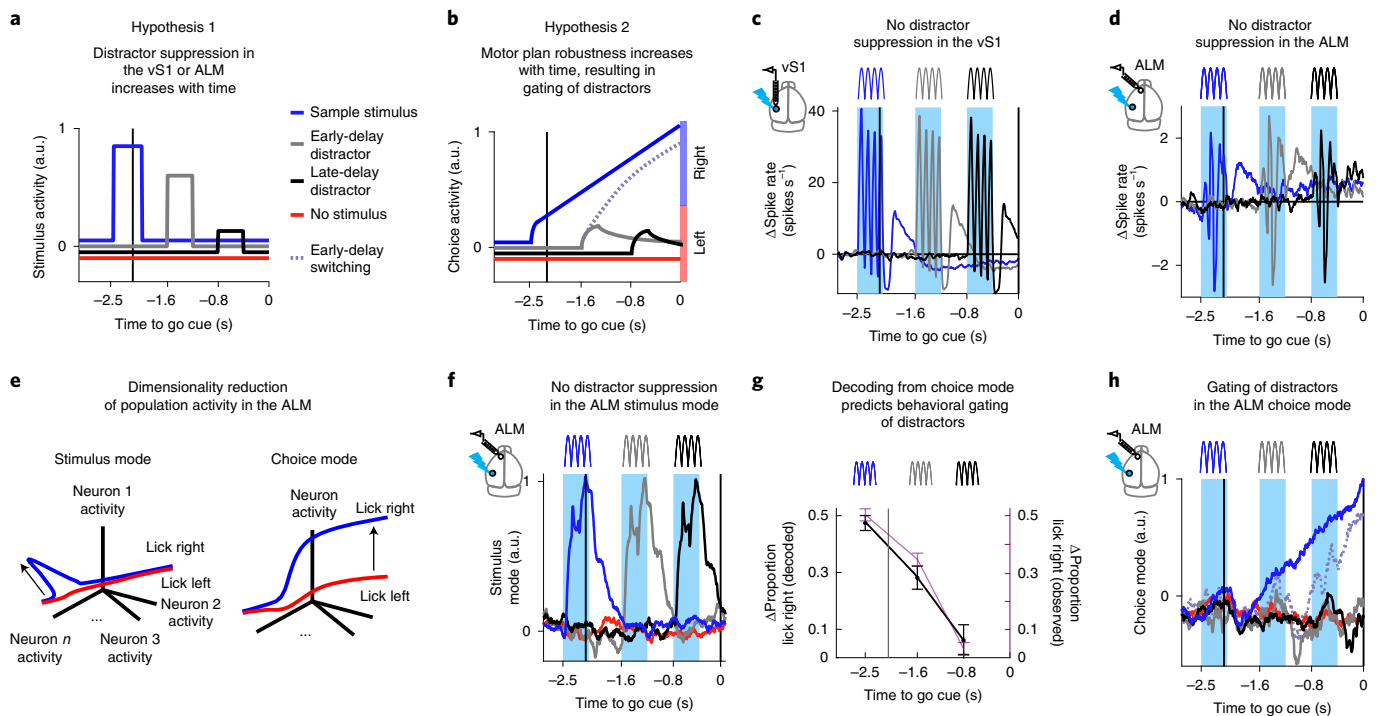 a
Hypothesis 1
Distractor suppression in
the vS1 or ALM
increases with time
Stimulus activity (a.u.)
1
0
−2.5
−1.6
−0.8
0
Time to go cue (s)
Sample stimulus
Early-delay
distractor
Late-delay
distractor
No stimulus
Early-delay
switching
b
Hypothesis 2
Motor plan robustness increases
with time, resulting in
gating of distractors
Choice activity (a.u.)
1
0
−2.5
−1.6
−0.8
0
Time to go cue (s)
Right
Left
c
No distractor
suppression in the vS1
vS1
ΔSpike rate
(spikes s−1)
40
20
0
−2.5
−1.6
−0.8
0
Time to go cue (s)
d
No distractor
suppression in the ALM
ALM
ΔSpike rate
(spikes s−1)
2
0
−2
−2.5
−1.6
−0.8
0
Time to go cue (s)
e
Dimensionality reduction
of population activity in the ALM
Stimulus mode
Neuron 1
activity
Lick right
Lick left
Neuron 2
activity
...
Neuron n
activity
Neuron 3
activity
Choice mode
Neuron
activity
Lick right
Lick left
...
f
No distractor suppression
in the ALM stimulus mode
ALM
Stimulus
mode (a.u.)
1
0
−2.5
−1.6
−0.8
0
Time to go cue (s)
g
Decoding from choice mode
predicts behavioral gating
of distractors
ΔProportion
lick right (decoded)
0.5
0.3
0.1
0
−2.5
−1.6
−0.8
0
Time to go cue (s)
0.5
0.3
0.1
0
ΔProportion
lick right (observed)
h
Gating of distractors
in the ALM choice mode
ALM
Choice mode (a.u.)
1
0
−2.5
−1.6
−0.8
0
Time to go cue (s)